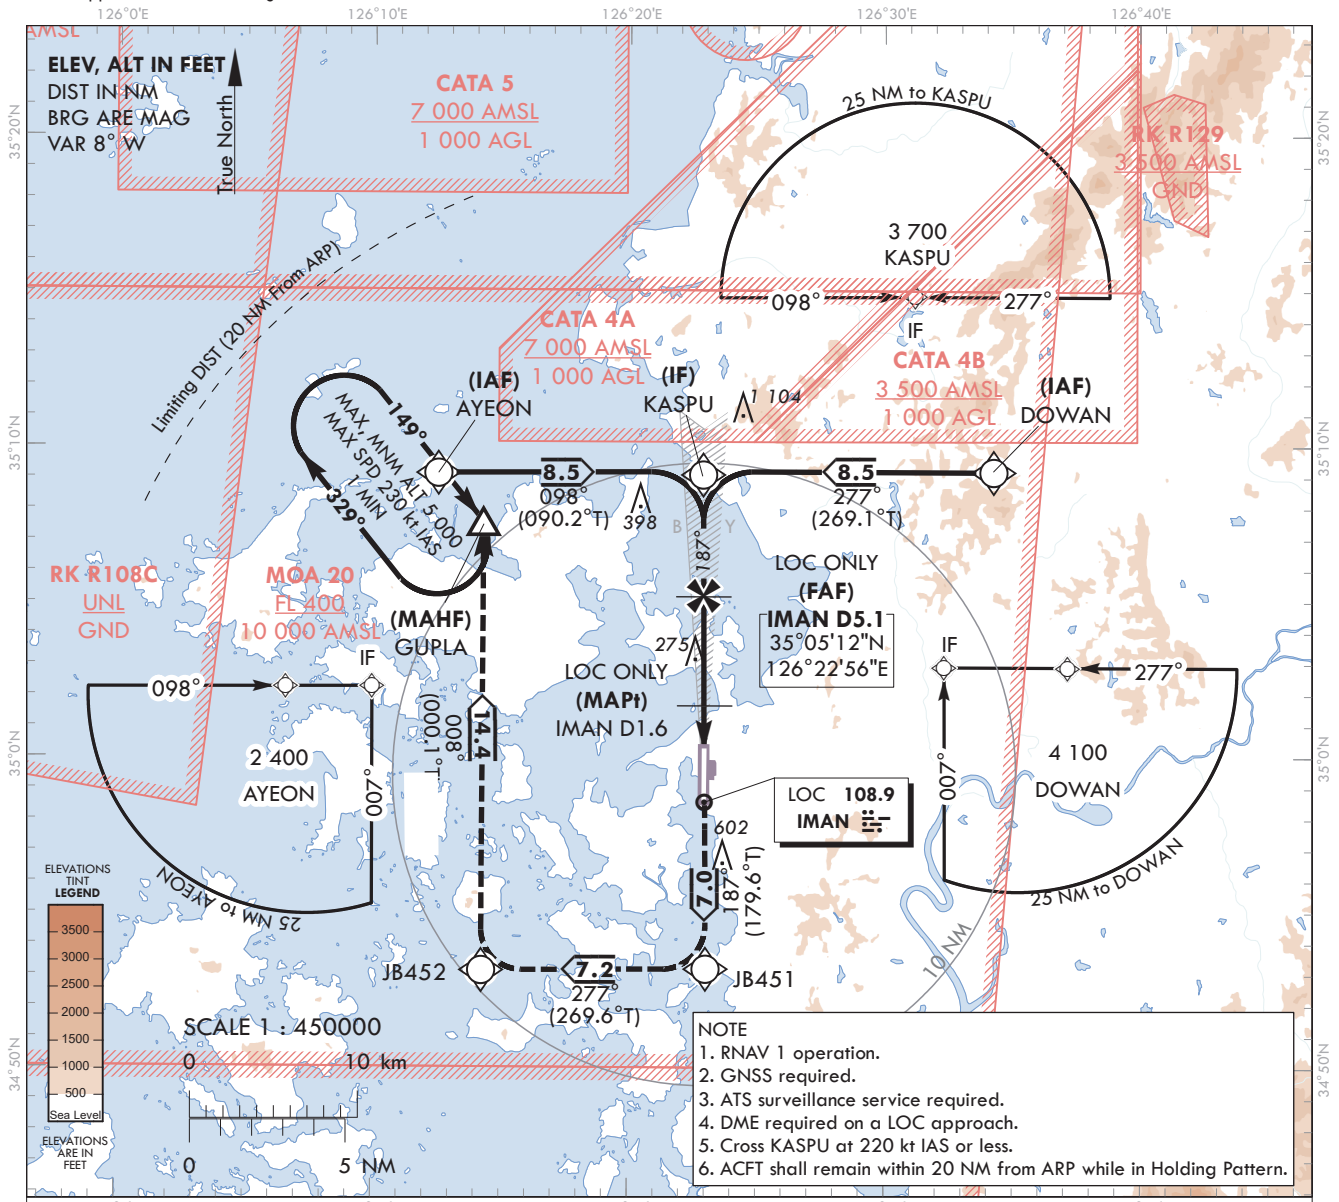 126°0'E
126°10'E
126°20'E
126°30'E
126°40'E
AMSL
ELEV, ALT IN FEET
DIST IN NM
BRG ARE MAG
VAR 8° W
True North
CATA 5
7 000 AMSL
1 000 AGL
25 NM to KASPU
RK R129
3 500 AMSL
GND
35°20'N
35°20'N
3 700
KASPU
098°
277°
IF
Limiting DIST (20 NM From ARP)
CATA 4A
7 000 AMSL
1 000 AGL
CATA 4B
3 500 AMSL
1 000 AGL
(IAF)
AYEON
(IF)
KASPU
1 104
(IAF)
DOWAN
35°10'N
35°10'N
149°
MAX, MNM ALT 5 000
MAX SPD 230 kt IAS
1 MIN
329°
8.5
098°
(090.2°T)
398
8.5
277°
(269.1°T)
B
Y
187°
RK R108C
UNL
GND
MOA 20
FL 400
10 000 AMSL
(MAHF)
GUPLA
LOC ONLY
(FAF)
IMAN D5.1
35°05'12"N
126°22'56"E
275
LOC ONLY
(MAPt)
IMAN D1.6
098°
IF
2 400
AYEON
007°
25 NM to AYEON
14.4
008°
(000.1°T)
IF
277°
4 100
DOWAN
007°
25 NM to DOWAN
35°0'N
35°0'N
LOC 108.9
IMAN
602
7.0
187°
(179.6°T)
10 NM
ELEVATIONS
TINT
LEGEND
3500
3000
2500
2000
1500
1000
500
Sea Level
ELEVATIONS
ARE IN
FEET
JB452
7.2
277°
(269.6°T)
JB451
SCALE 1 : 450000
0
10 km
0
5 NM
34°50'N
34°50'N
NOTE
1. RNAV 1 operation.
2. GNSS required.
3. ATS surveillance service required.
4. DME required on a LOC approach.
5. Cross KASPU at 220 kt IAS or less.
6. ACFT shall remain within 20 NM from ARP while in Holding Pattern.